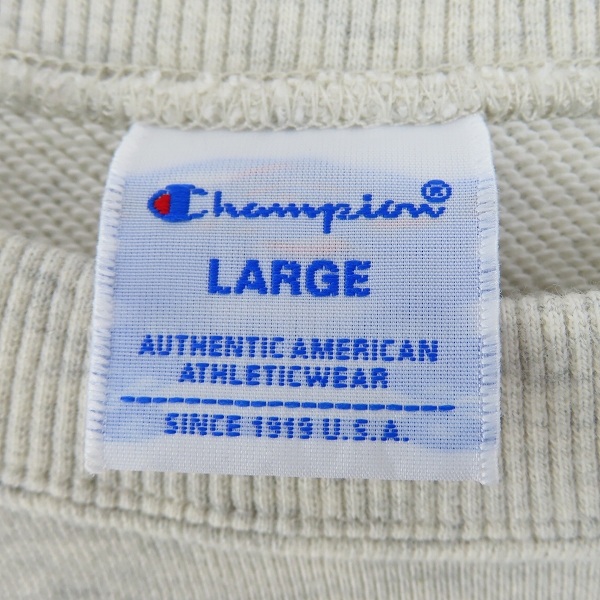 Champion®
LARGE
AUTHENTIC AMERICAN
ATHLETICWEAR
SINCE 1919 U.S.A.